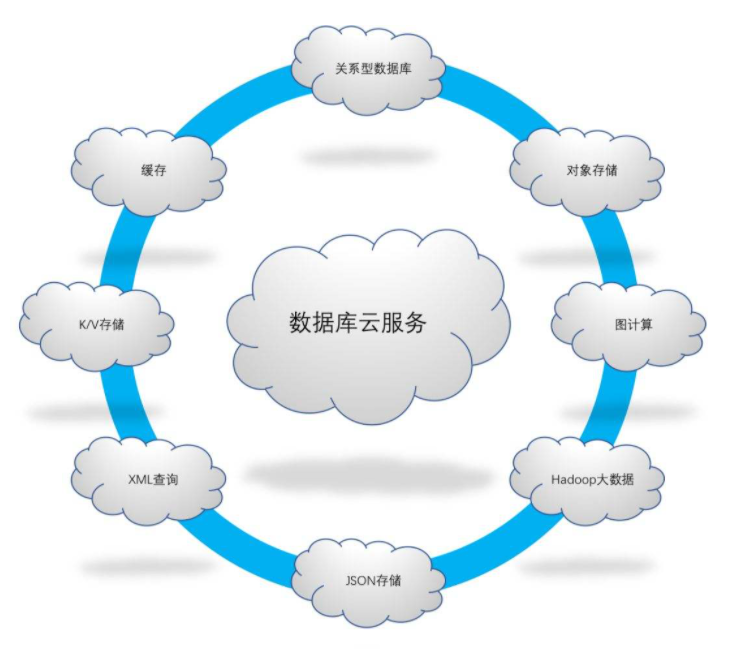 关系型数据库
缓存
对象存储
数据库云服务
K/V存储
图计算
XML查询
Hadoop大数据
JSON存储